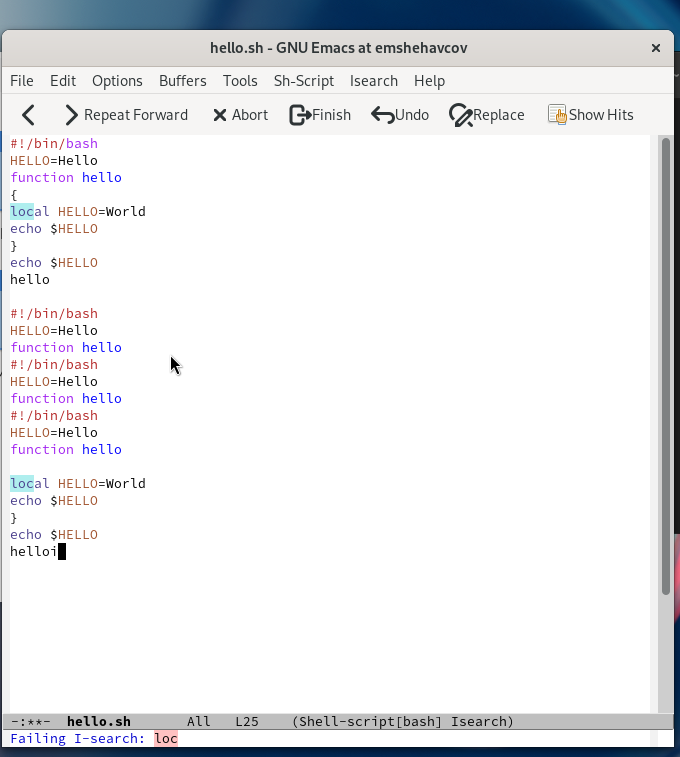 hello.sh - GNU Emacs at emshehavcov
File Edit Options Buffers Tools Sh-Script Isearch Help
Repeat Forward Abort Finish Undo Replace Show Hits
#!/bin/bash
HELLO=Hello
function hello
{
local HELLO=World
echo $HELLO
}
echo $HELLO
hello
#!/bin/bash
HELLO=Hello
function hello
#!/bin/bash
HELLO=Hello
function hello
#!/bin/bash
HELLO=Hello
function hello
local HELLO=World
echo $HELLO
}
echo $HELLO
helloi
-:**- hello.sh All L25 (Shell-script[bash] Isearch)
Failing I-search: loc